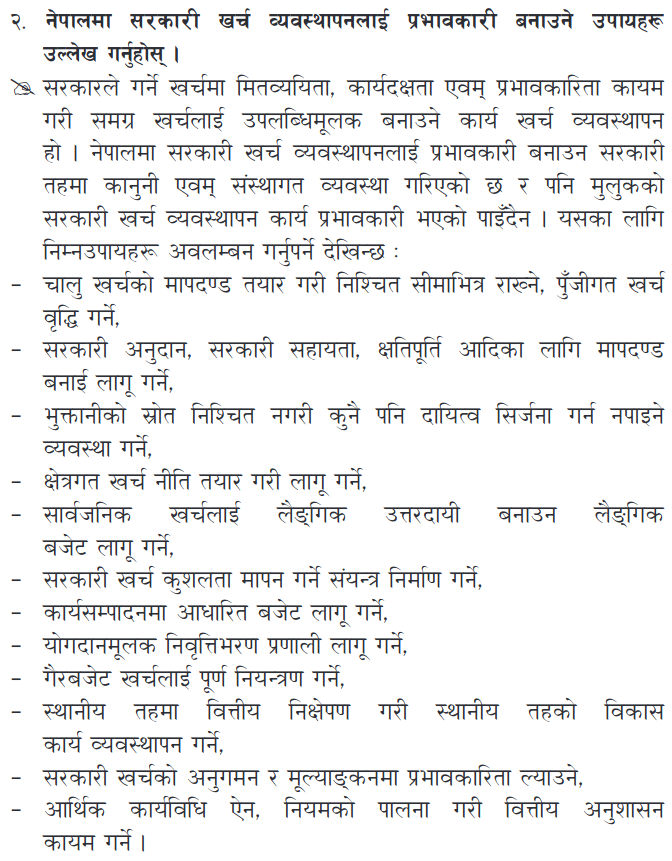 २. नेपालमा सरकारी खर्च व्यवस्थापनलाई प्रभावकारी बनाउने उपायहरू
उल्लेख गर्नुहोस् ।
सरकारले गर्ने खर्चमा मितव्ययिता, कार्यदक्षता एवम् प्रभावकारिता कायम
गरी समग्र खर्चलाई उपलब्धिमूलक बनाउने कार्य खर्च व्यवस्थापन
हो । नेपालमा सरकारी खर्च व्यवस्थापनलाई प्रभावकारी बनाउन सरकारी
तहमा कानुनी एवम् संस्थागत व्यवस्था गरिएको छ र पनि मुलुकको
सरकारी खर्च व्यवस्थापन कार्य प्रभावकारी भएको पाइँदैन । यसका लागि
निम्नउपायहरू अवलम्बन गर्नुपर्ने देखिन्छ :
– चालु खर्चको मापदण्ड तयार गरी निश्चित सीमाभित्र राख्ने, पुँजीगत खर्च
वृद्धि गर्ने,
– सरकारी अनुदान, सरकारी सहायता, क्षतिपूर्ति आदिका लागि मापदण्ड
बनाई लागू गर्ने,
– भुक्तानीको स्रोत निश्चित नगरी कुनै पनि दायित्व सिर्जना गर्न नपाइने
व्यवस्था गर्ने,
– क्षेत्रगत खर्च नीति तयार गरी लागू गर्ने,
– सार्वजनिक खर्चलाई लैङ्गिक उत्तरदायी बनाउन लैङ्गिक
बजेट लागू गर्ने,
– सरकारी खर्च कुशलता मापन गर्ने संयन्त्र निर्माण गर्ने,
– कार्यसम्पादनमा आधारित बजेट लागू गर्ने,
– योगदानमूलक निवृत्तिभरण प्रणाली लागू गर्ने,
– गैरबजेट खर्चलाई पूर्ण नियन्त्रण गर्ने,
– स्थानीय तहमा वित्तीय निक्षेपण गरी स्थानीय तहको विकास
कार्य व्यवस्थापन गर्ने,
– सरकारी खर्चको अनुगमन र मूल्याङ्कनमा प्रभावकारिता ल्याउने,
– आर्थिक कार्यविधि ऐन, नियमको पालना गरी वित्तीय अनुशासन
कायम गर्ने ।